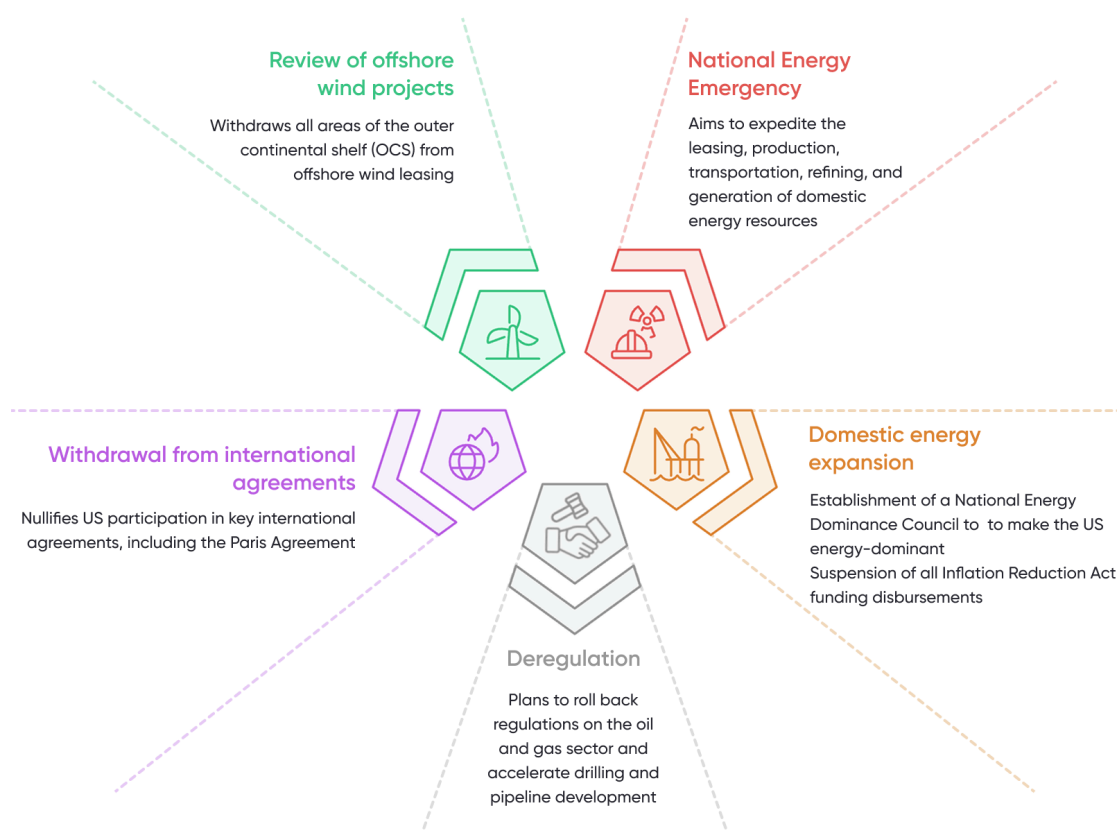 Review of offshore
wind projects
Withdraws all areas of the outer
continental shelf (OCS) from
offshore wind leasing
National Energy
Emergency
Aims to expedite the
leasing, production,
transportation, refining, and
generation of domestic
energy resources
Withdrawal from international
agreements
Nullifies US participation in key international
agreements, including the Paris Agreement
Domestic energy
expansion
Establishment of a National Energy
Dominance Council to  to make the US
energy-dominant
Suspension of all Inflation Reduction Act
funding disbursements
Deregulation
Plans to roll back
regulations on the oil
and gas sector and
accelerate drilling and
pipeline development